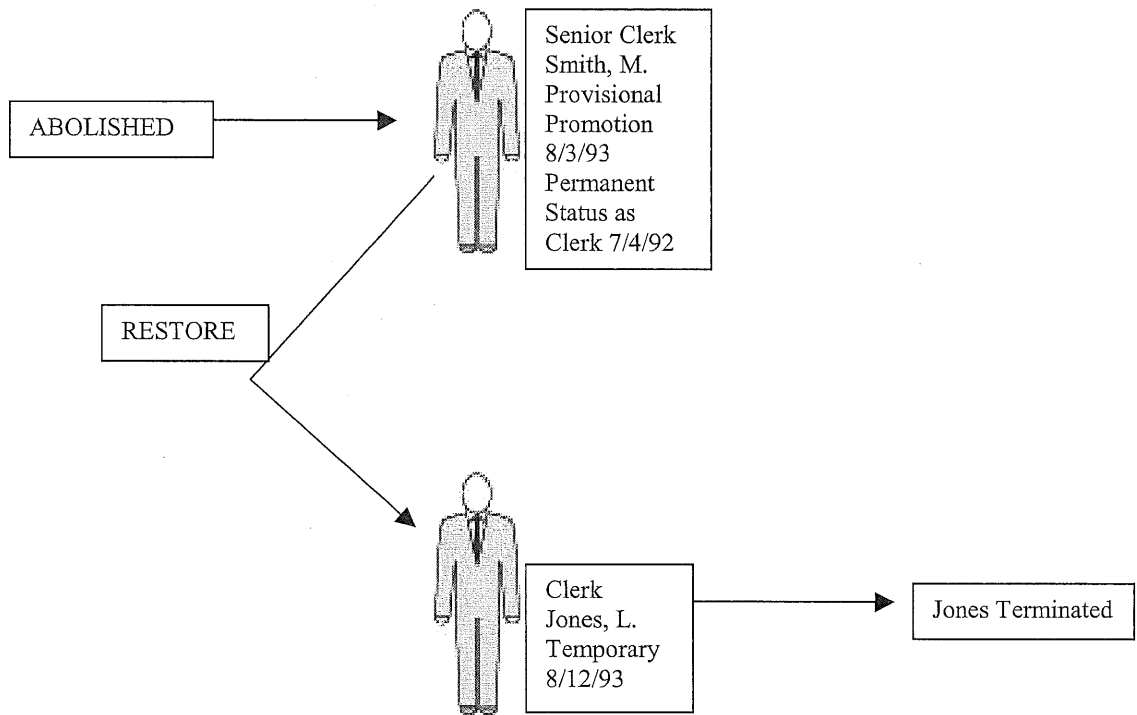 ABOLISHED
Senior Clerk
Smith, M.
Provisional
Promotion
8/3/93
Permanent
Status as
Clerk 7/4/92
RESTORE
Clerk
Jones, L.
Temporary
8/12/93
Jones Terminated